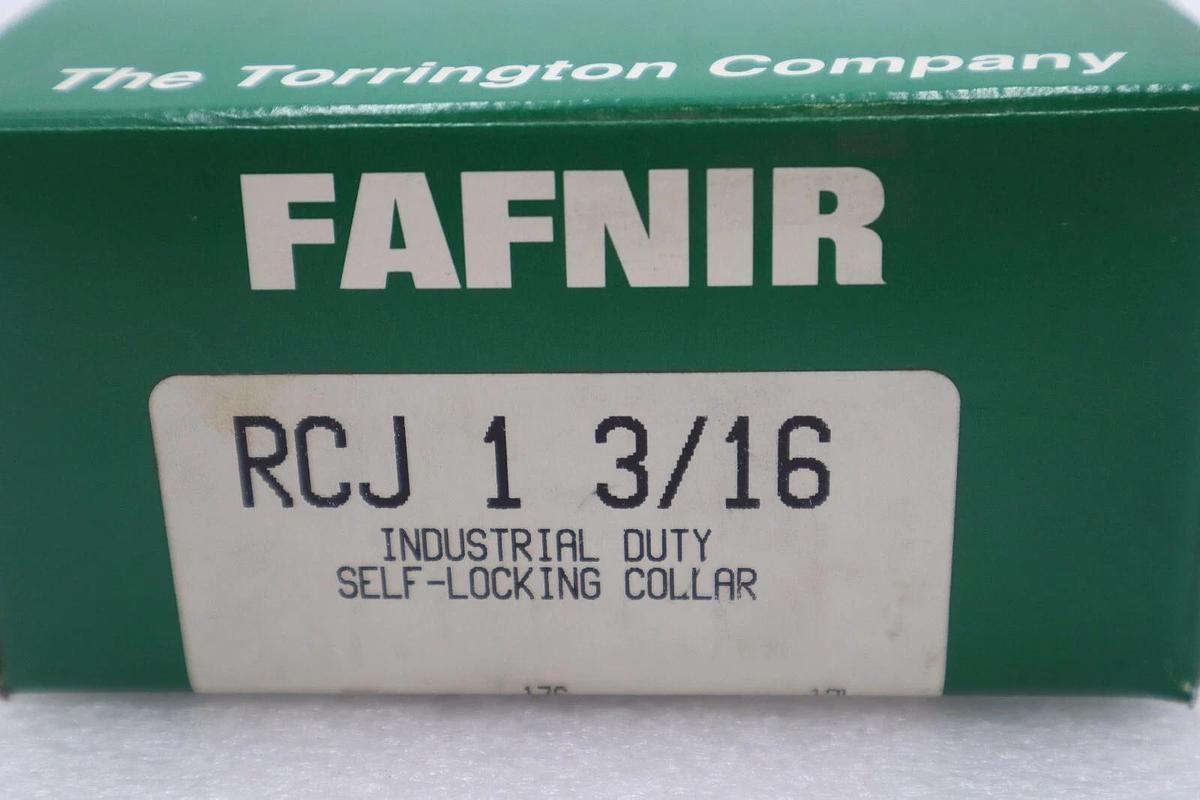 The Torrington Company
FAFNIR
RCJ 1 3/16
INDUSTRIAL DUTY
SELF-LOCKING COLLAR